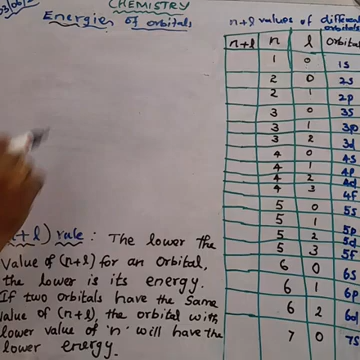 CHEMISTRY
Energies of orbitals
+ l) rule : The lower the
value of (n+l) for an Orbital,
the lower is its energy.
If two Orbitals have the Same
value of (n+l), the orbital with
lower value of 'n' will have the
lower energy.
n+l values of different orbitals
n+l n l Orbital
1 0 1s
2 0 2s
2 1 2p
3 0 3s
3 1 3p
3 2 3d
4 0 4s
4 1 4p
4 2 4d
4 3 4f
5 0 5s
5 1 5p
5 2 5d
5 3 5f
6 0 6s
6 1 6p
6 2 6d
7 0 7s